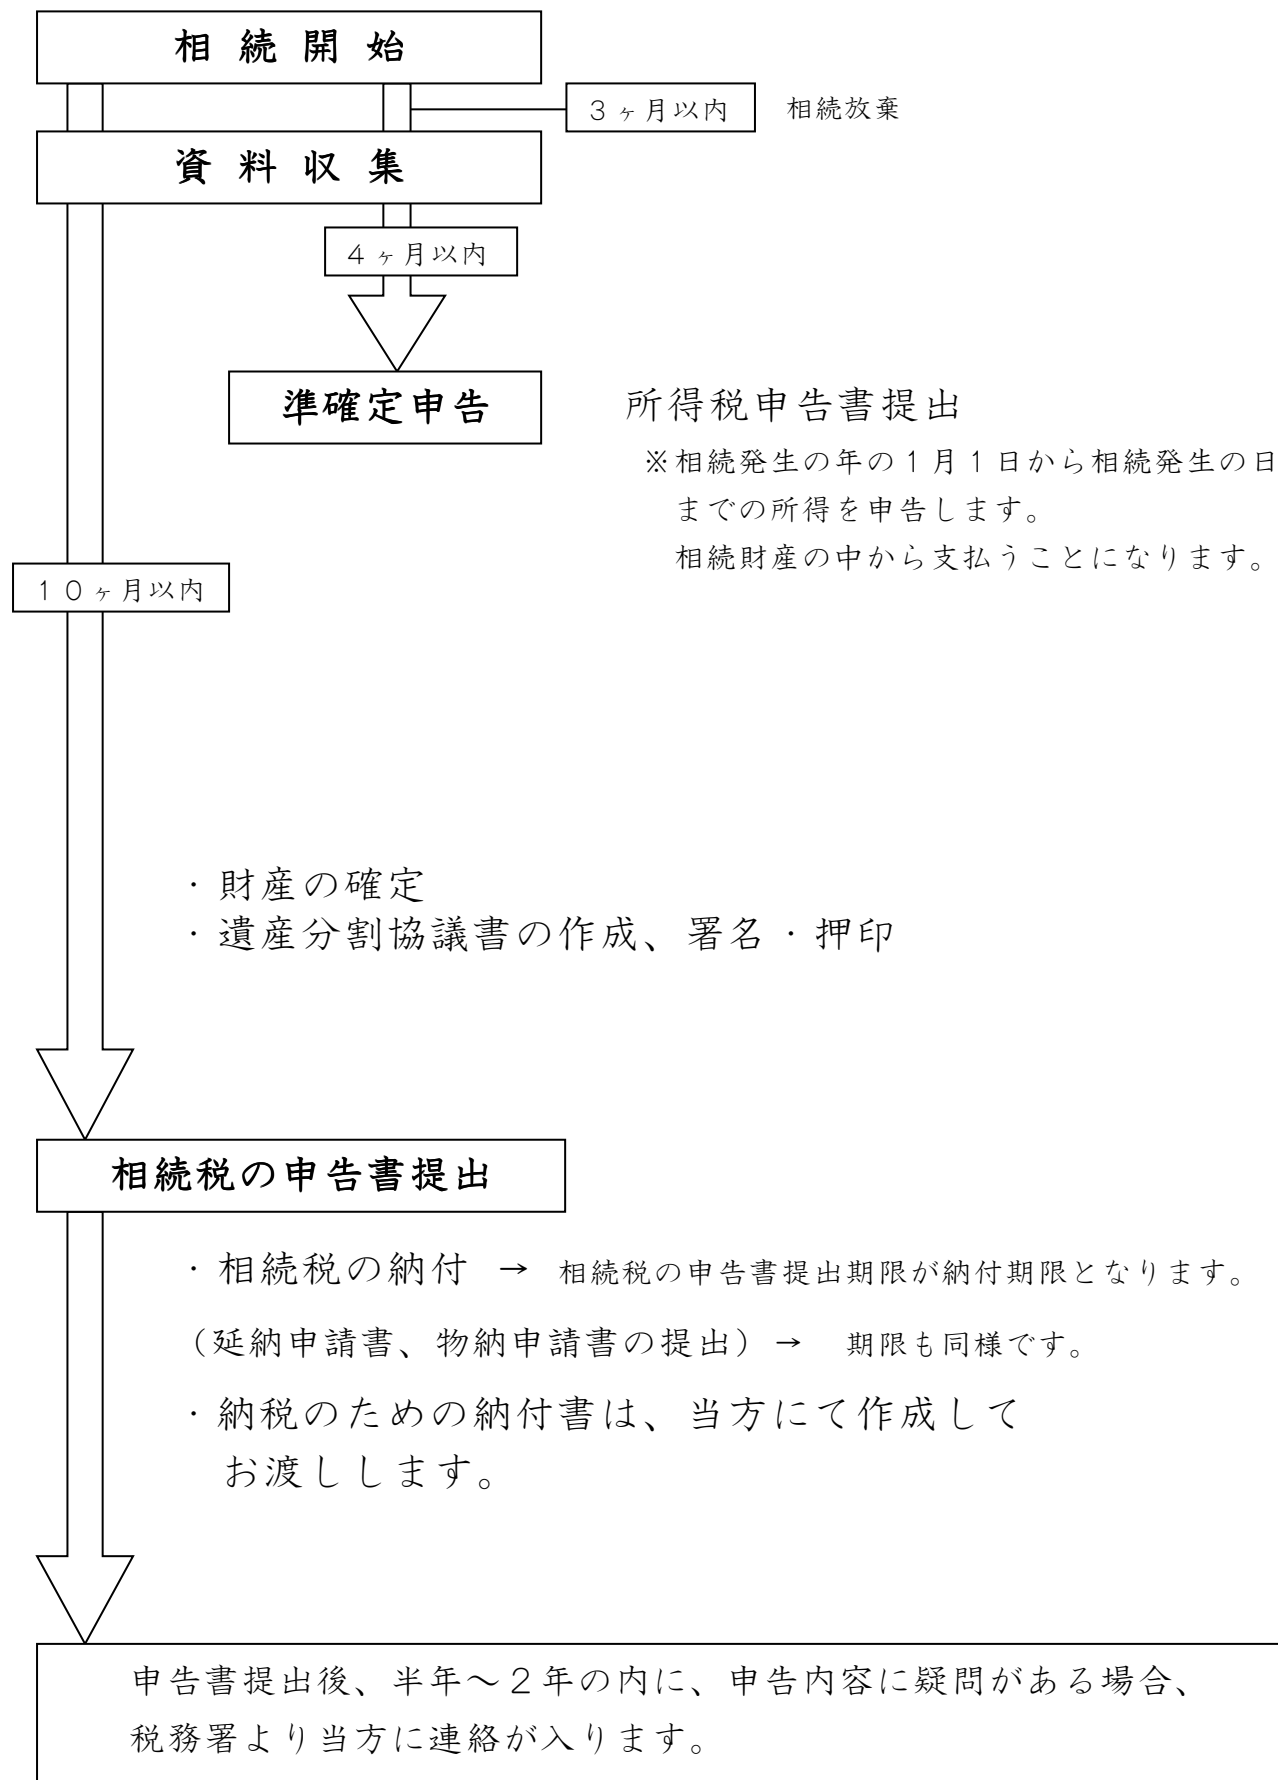 相 続 開 始
３ヶ月以内　相続放棄
資 料 収 集
４ヶ月以内
準確定申告　所得税申告書提出
※相続発生の年の１月１日から相続発生の日
までの所得を申告します。
相続財産の中から支払うことになります。
１０ヶ月以内
・財産の確定
・遺産分割協議書の作成、署名・押印
相続税の申告書提出
・相続税の納付 → 相続税の申告書提出期限が納付期限となります。
（延納申請書、物納申請書の提出）→ 期限も同様です。
・納税のための納付書は、当方にて作成して
お渡しします。
申告書提出後、半年～２年の内に、申告内容に疑問がある場合、
税務署より当方に連絡が入ります。